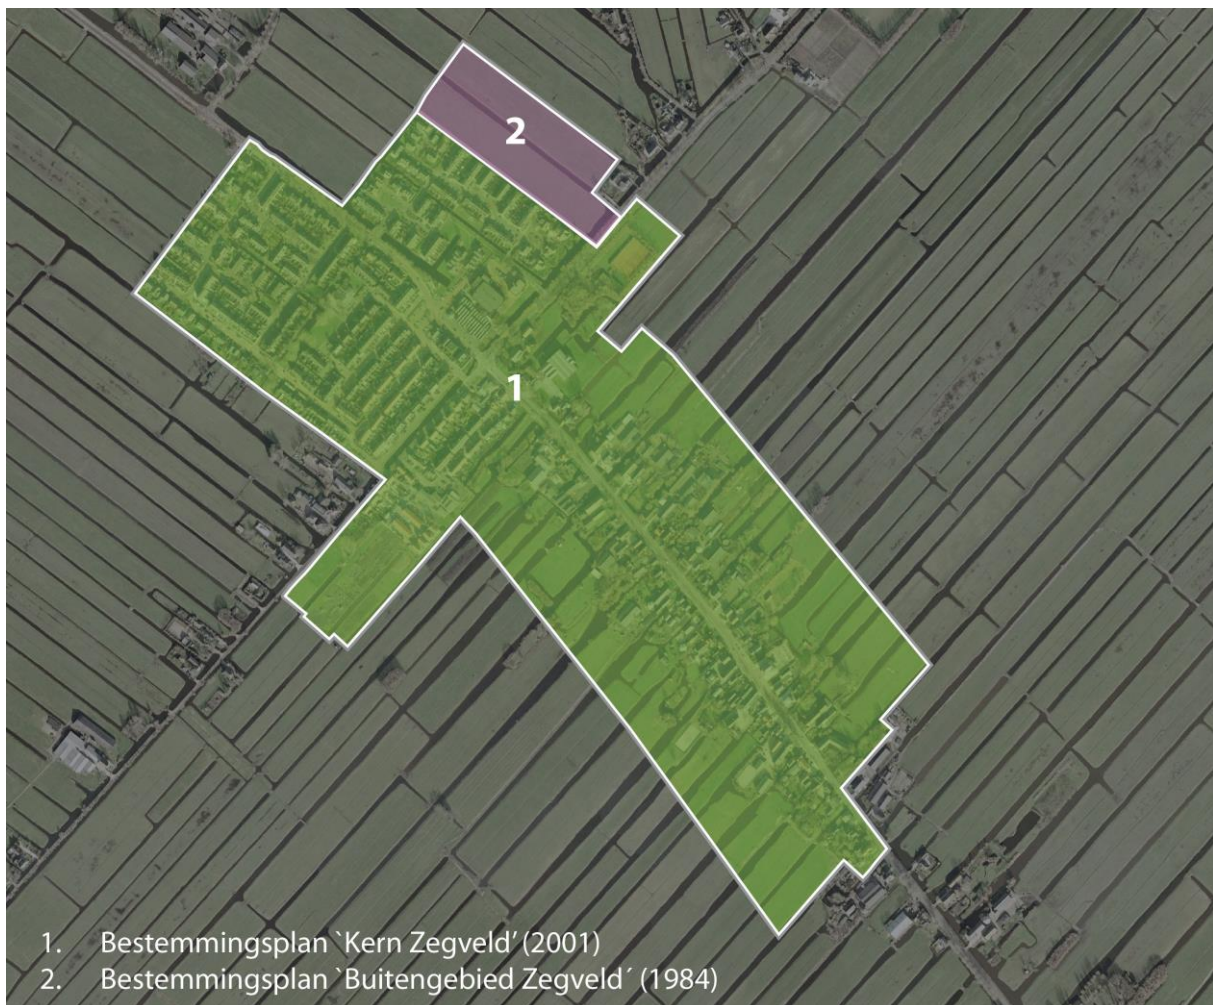 2
1
1. Bestemmingsplan `Kern Zegveld’ (2001)
2. Bestemmingsplan `Buitengebied Zegveld´ (1984)